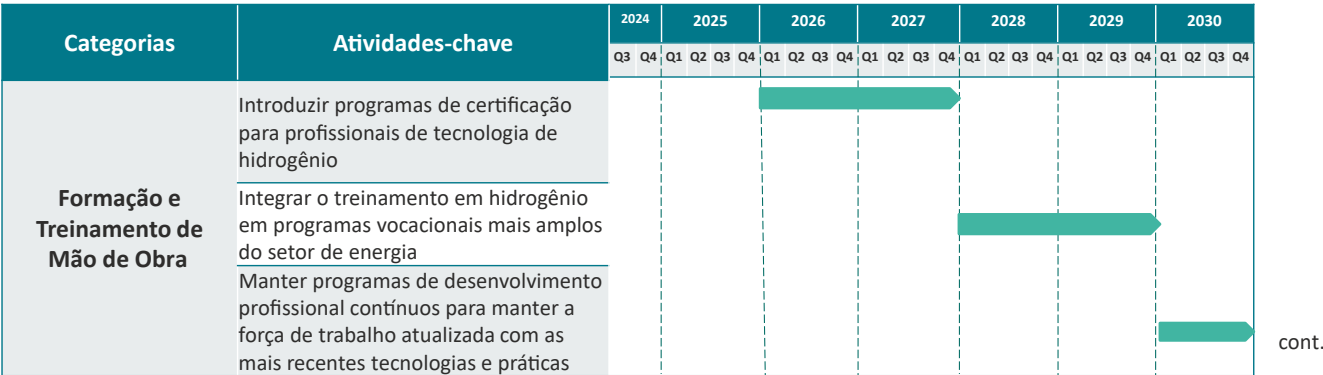 Categorias
Atividades-chave
2024 2025 2026 2027 2028 2029 2030
Q3 Q4 Q1 Q2 Q3 Q4 Q1 Q2 Q3 Q4 Q1 Q2 Q3 Q4 Q1 Q2 Q3 Q4 Q1 Q2 Q3 Q4 Q1 Q2 Q3 Q4
Formação e
Treinamento de
Mão de Obra
Introduzir programas de certificação
para profissionais de tecnologia de
hidrogênio
Integrar o treinamento em hidrogênio
em programas vocacionais mais amplos
do setor de energia
Manter programas de desenvolvimento
profissional contínuos para manter a
força de trabalho atualizada com as
mais recentes tecnologias e práticas
cont.